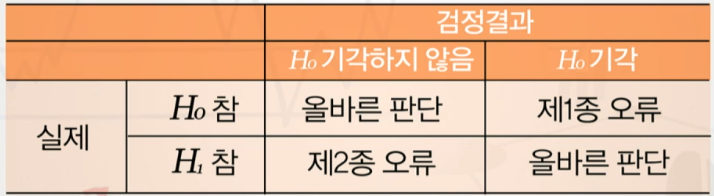 검정결과
H₀ 기각하지 않음 H₀ 기각
실제
H₀ 참 올바른 판단 제1종 오류
H₁ 참 제2종 오류 올바른 판단